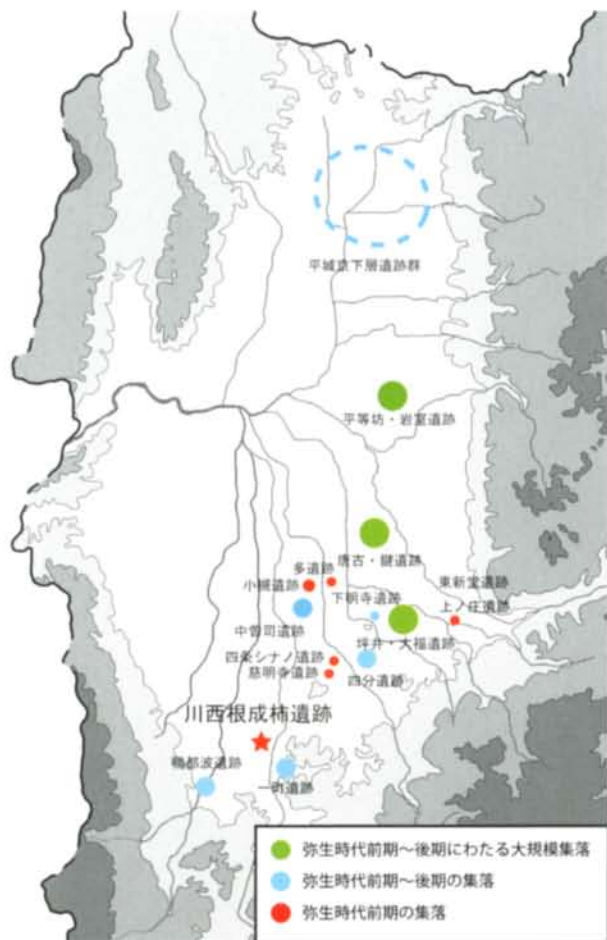 平城京下層遺跡群
平等坊・岩室遺跡
唐古・鍵遺跡
多遺跡
小槻遺跡
東新堂遺跡
下明寺遺跡
上ノ庄遺跡
中曽司遺跡
坪井・大福遺跡
四条シナノ遺跡
慈明寺遺跡
四分遺跡
川西根成柿遺跡
鴨都波遺跡
一町遺跡
弥生時代前期～後期にわたる大規模集落
弥生時代前期～後期の集落
弥生時代前期の集落